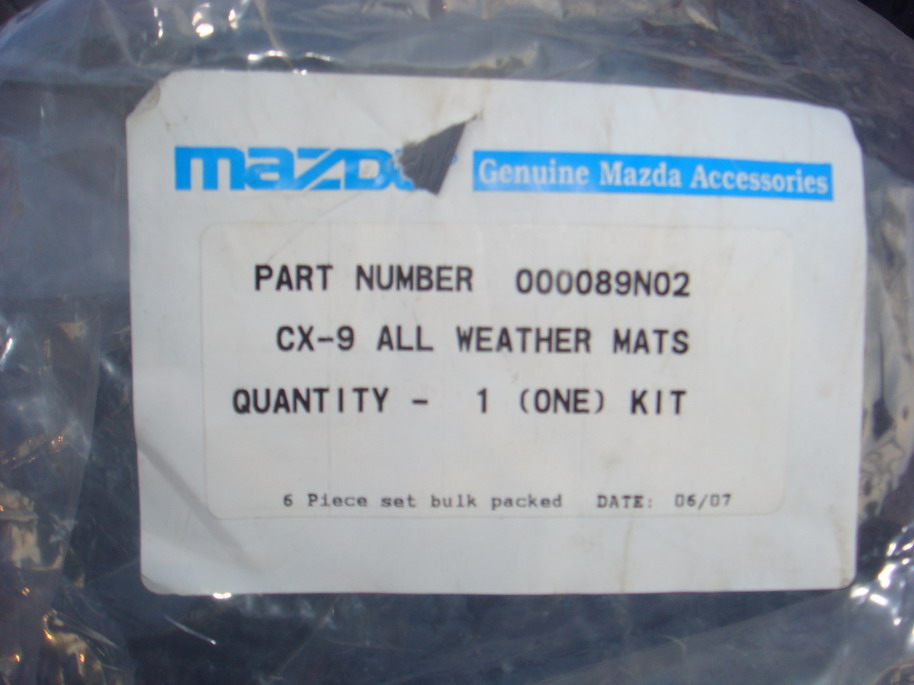 mazda Genuine Mazda Accessories
PART NUMBER 000089N02
CX-9 ALL WEATHER MATS
QUANTITY - 1 (ONE) KIT
6 Piece set bulk packed DATE: 06/07